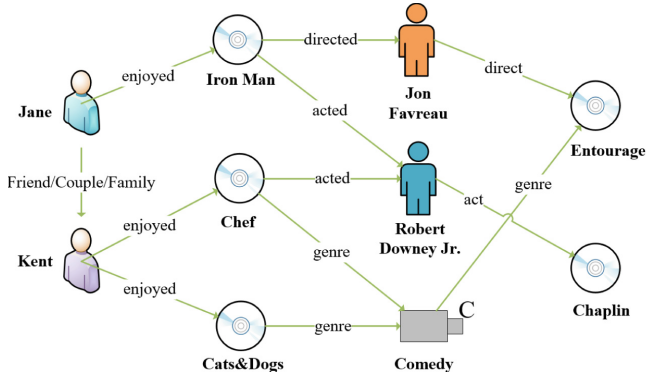 directed
enjoyed
Iron Man
Jon
Favreau
direct
Jane
acted
Entourage
Friend/Couple/Family
acted
genre
enjoyed
Chef
Robert
Downey Jr.
act
Kent
genre
enjoyed
Chaplin
C
genre
Cats&Dogs
Comedy